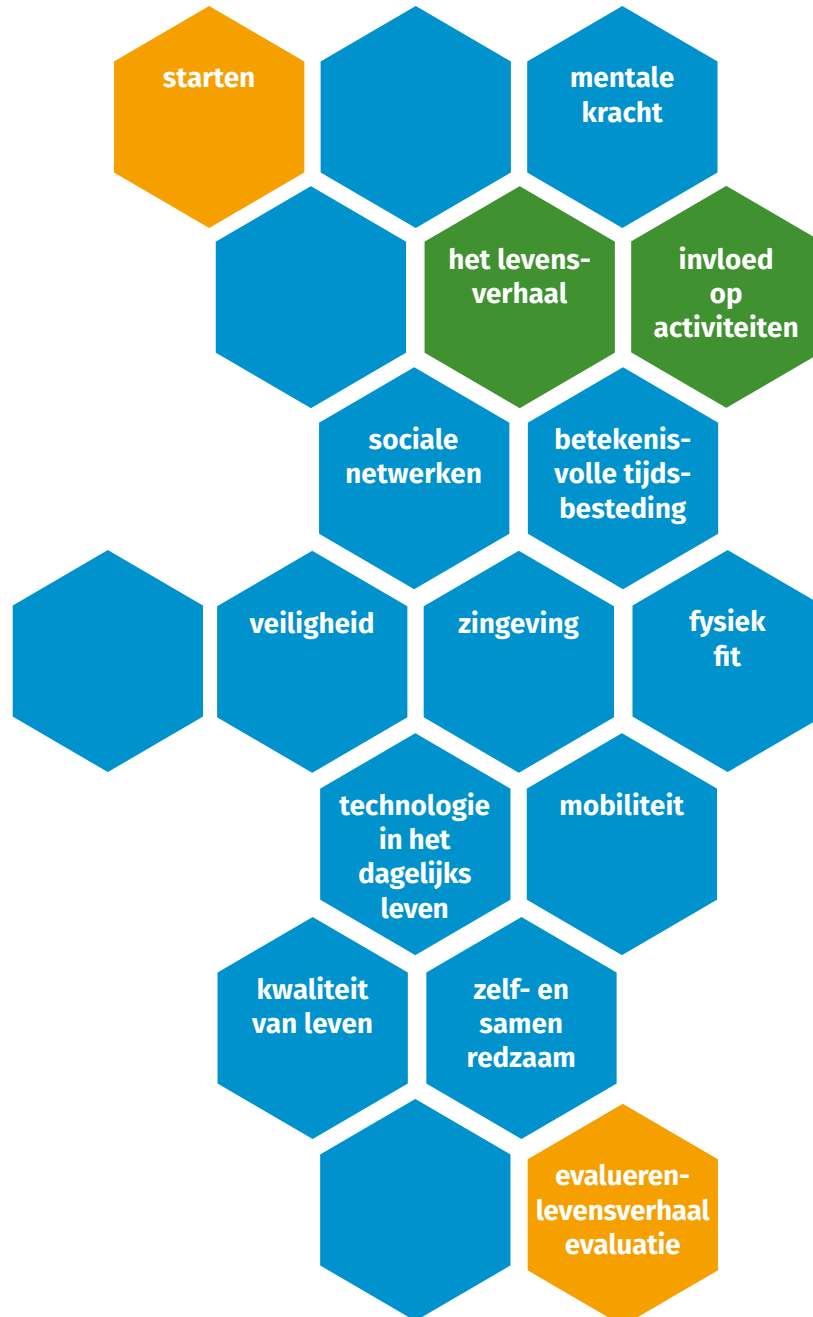 starten
mentale
kracht
het levens-
verhaal
invloed
op
activiteiten
sociale
netwerken
betekenis-
volle tijds-
besteding
veiligheid
zingeving
fysiek
fit
technologie
in het
dagelijks
leven
mobiliteit
kwaliteit
van leven
zelf- en
samen
redzaam
evalueren-
levensverhaal
evaluatie